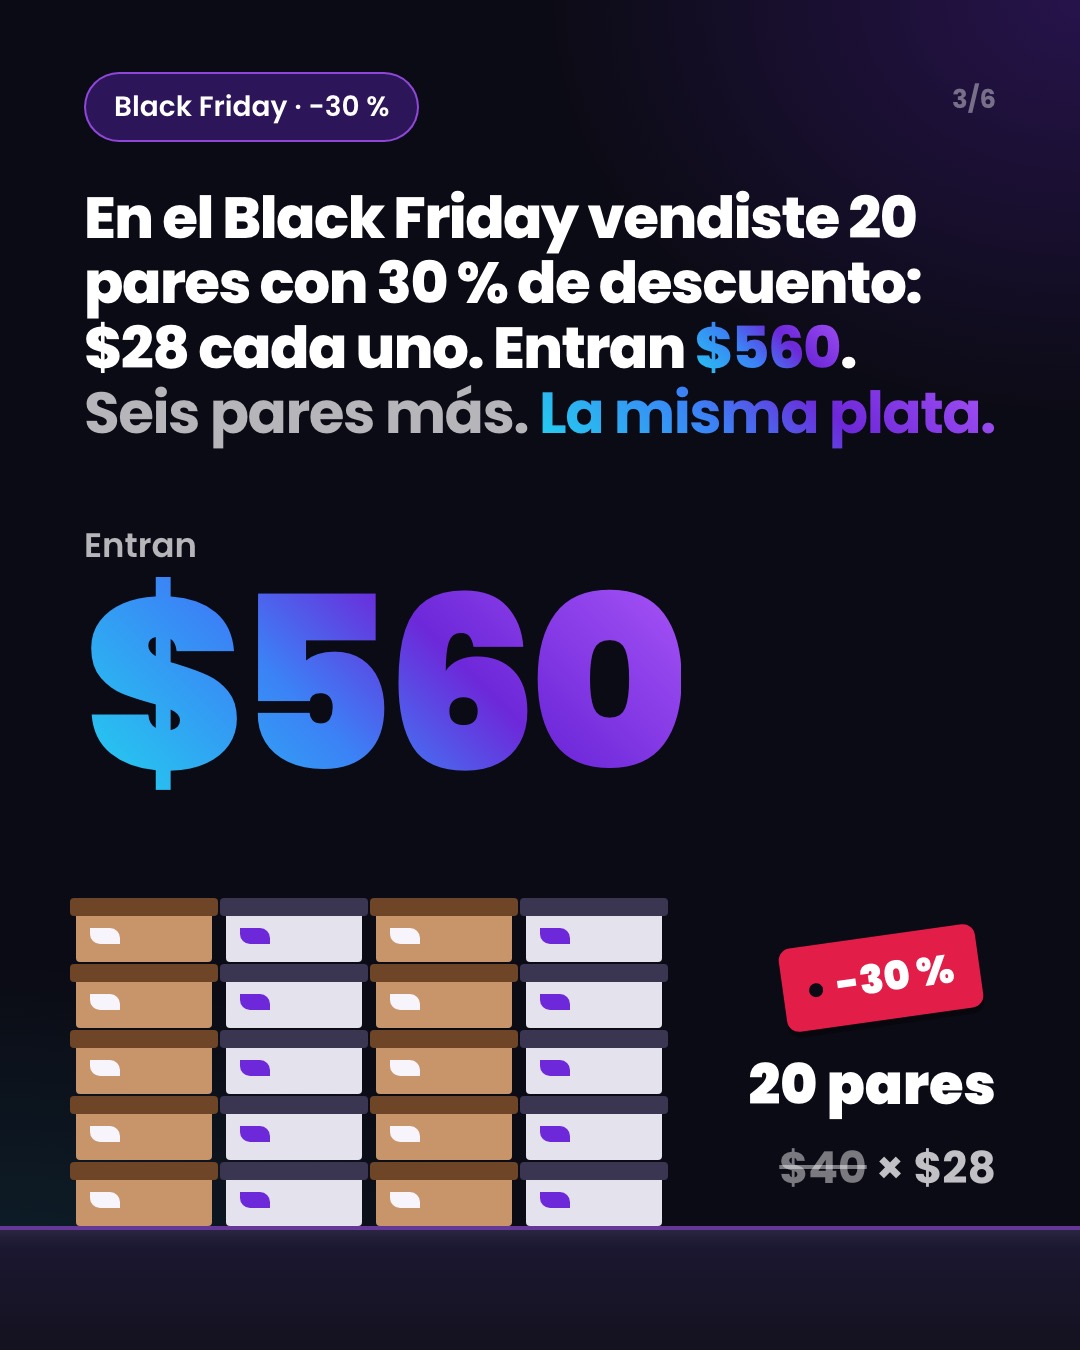 Black Friday · -30 %
3/6
En el Black Friday vendiste 20
pares con 30 % de descuento:
$28 cada uno. Entran $560.
Seis pares más. La misma plata.
Entran
$560
-30 %
20 pares
$40 × $28